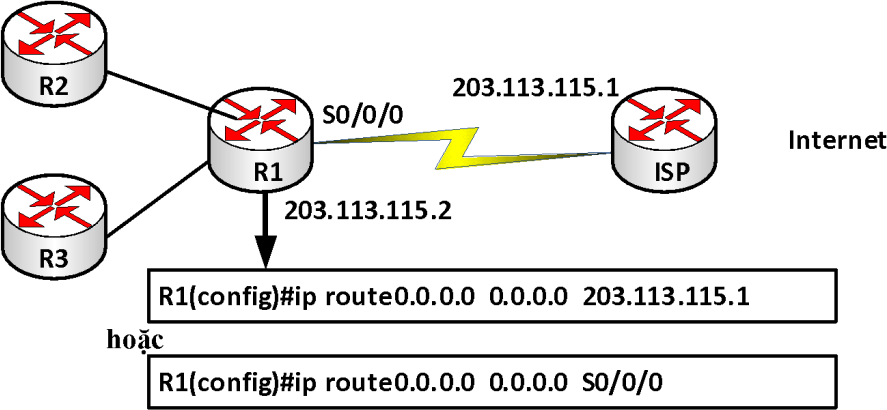 R2
203.113.115.1
S0/0/0
Internet
R1
ISP
203.113.115.2
R3
R1(config)#ip route0.0.0.0  0.0.0.0  203.113.115.1
hoặc
R1(config)#ip route0.0.0.0  0.0.0.0  S0/0/0